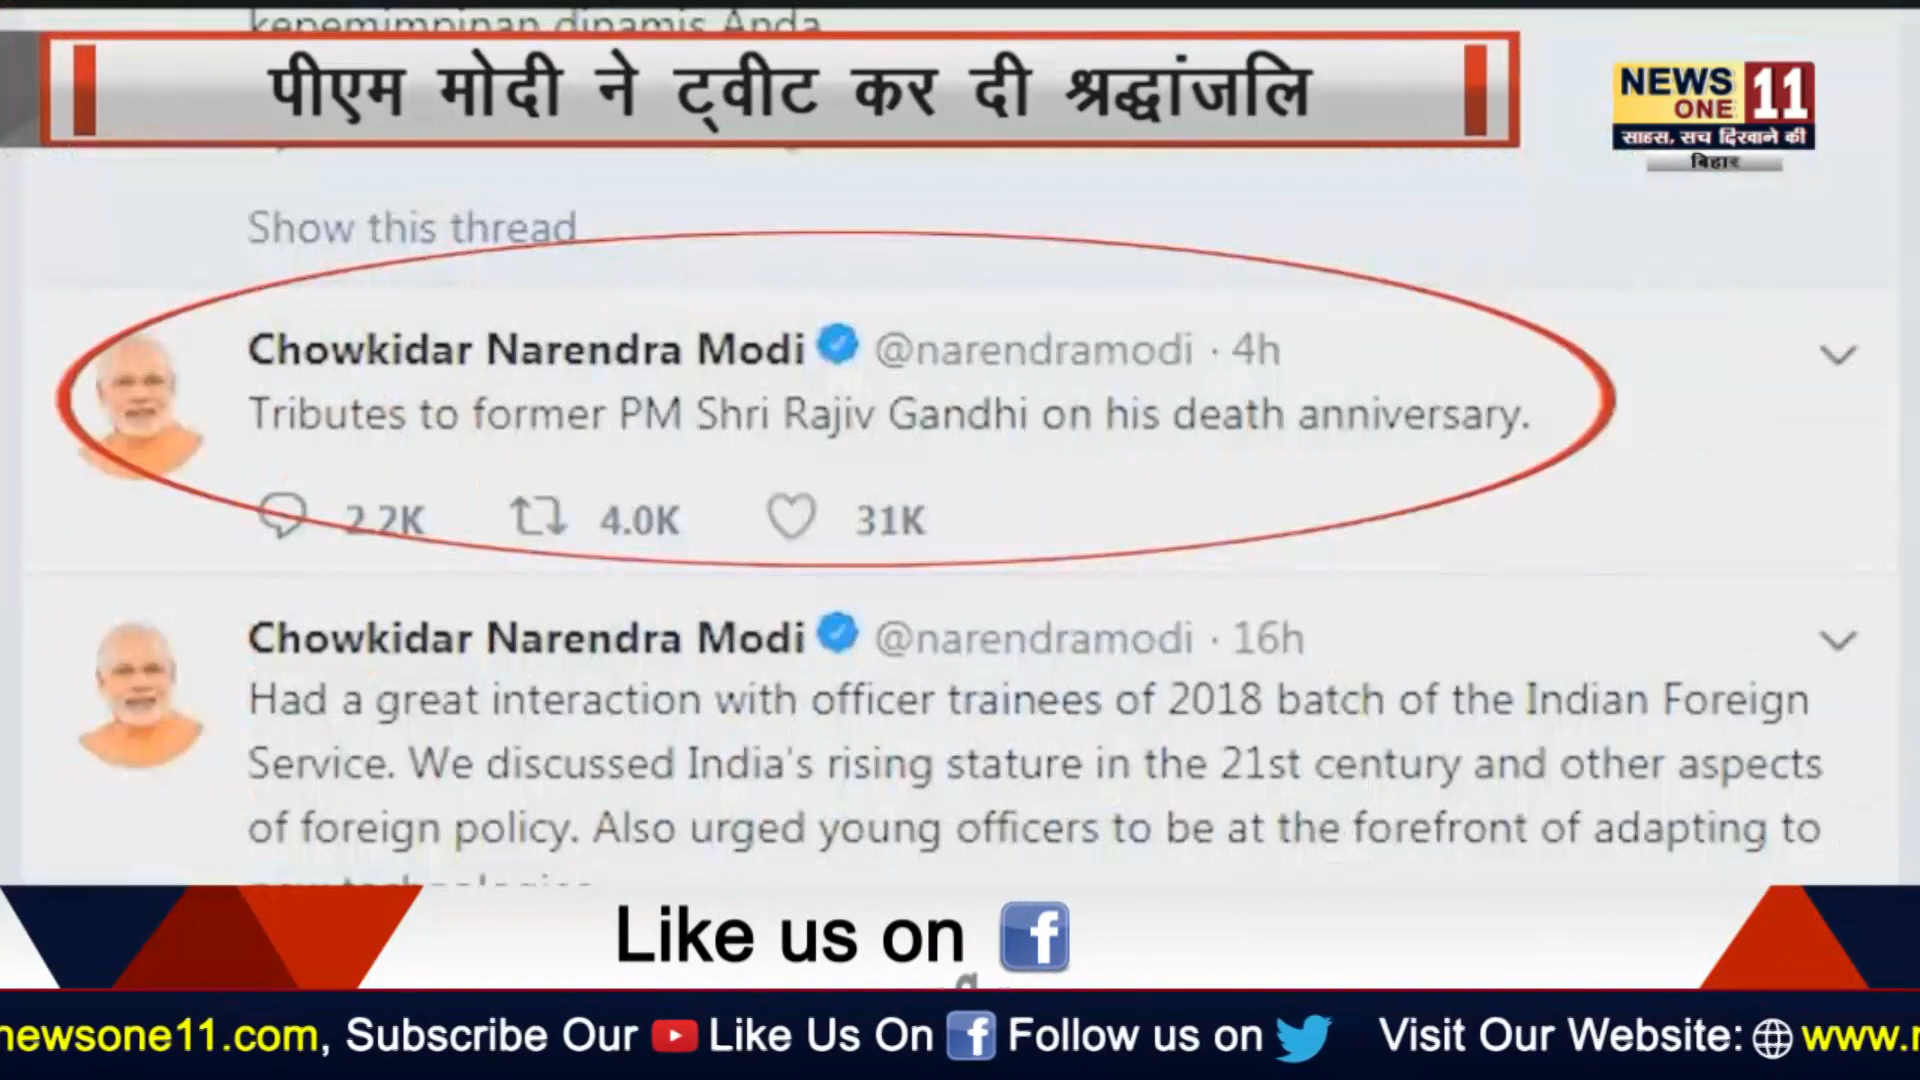 kepemimpinan dinamis Anda
पीएम मोदी ने ट्वीट कर दी श्रद्धांजलि
NEWS
ONE
11
साहस, सच दिखाने की
बिहार
Show this thread
Chowkidar Narendra Modi @narendramodi · 4h
Tributes to former PM Shri Rajiv Gandhi on his death anniversary.
2.2K 4.0K 31K
Chowkidar Narendra Modi @narendramodi · 16h
Had a great interaction with officer trainees of 2018 batch of the Indian Foreign
Service. We discussed India's rising stature in the 21st century and other aspects
of foreign policy. Also urged young officers to be at the forefront of adapting to
Like us on f
newsone11.com, Subscribe Our Like Us On f Follow us on Visit Our Website: www.